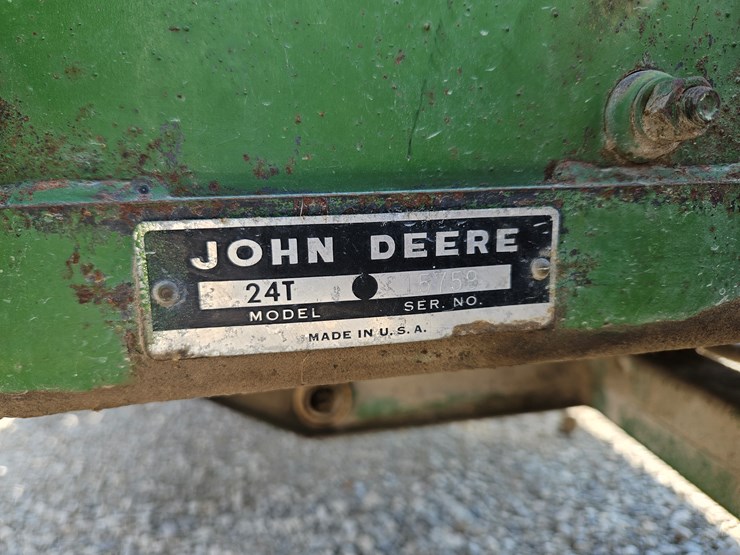 JOHN DEERE
24T
MODEL SER. NO.
MADE IN U. S. A.